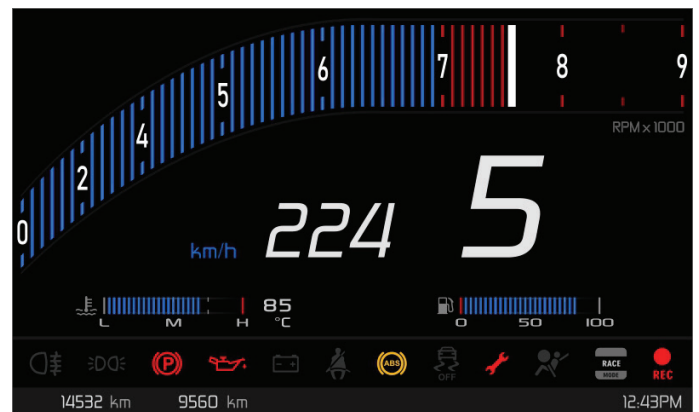 0 2 4 5 6 7 8 9
RPM x 1000
km/h 224 5
85
L M H °C
0 50 100
(P) (ABS) OFF RACE MODE REC
14532 km 9560 km 12:43PM